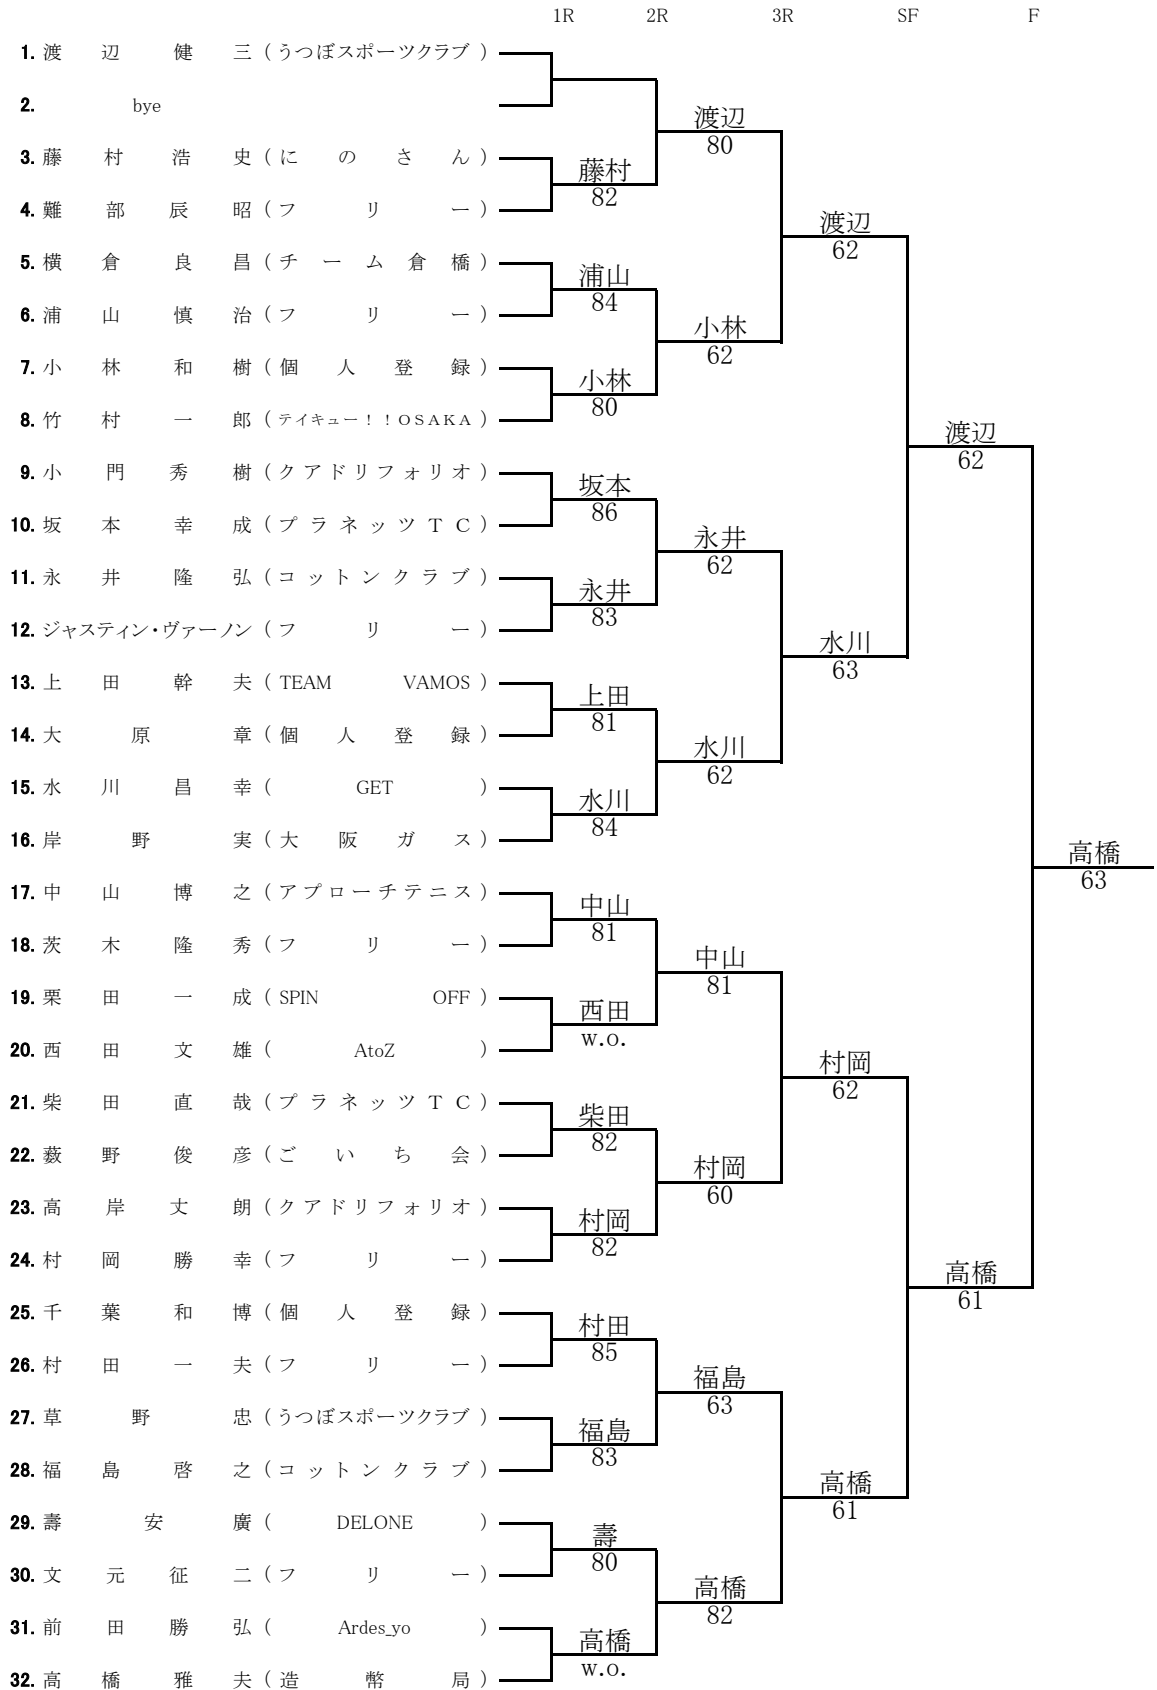 1R 2R 3R SF F
1. 渡辺健三(うつぼスポーツクラブ)
2. bye
渡辺
80
3. 藤村浩史(にのさん)
藤村
82
4. 難部辰昭(フリー)
渡辺
62
5. 横倉良昌(チーム倉橋)
浦山
84
6. 浦山慎治(フリー)
小林
62
7. 小林和樹(個人登録)
小林
80
8. 竹村一郎(テイキュー!!OSAKA)
渡辺
62
9. 小門秀樹(クアドリフォリオ)
坂本
86
10. 坂本幸成(プラネッツTC)
永井
62
11. 永井隆弘(コットンクラブ)
永井
83
12. ジャスティン・ヴァーノン(フリー)
水川
63
13. 上田幹夫(TEAM VAMOS)
上田
81
14. 大原章(個人登録)
水川
62
15. 水川昌幸(GET)
水川
84
16. 岸野実(大阪ガス)
高橋
63
17. 中山博之(アプローチテニス)
中山
81
18. 茨木隆秀(フリー)
中山
81
19. 栗田一成(SPIN OFF)
西田
w.o.
20. 西田文雄(AtoZ)
村岡
62
21. 柴田直哉(プラネッツTC)
柴田
82
22. 薮野俊彦(ごいち会)
村岡
60
23. 高岸丈朗(クアドリフォリオ)
村岡
82
24. 村岡勝幸(フリー)
高橋
61
25. 千葉和博(個人登録)
村田
85
26. 村田一夫(フリー)
福島
63
27. 草野忠(うつぼスポーツクラブ)
福島
83
28. 福島啓之(コットンクラブ)
高橋
61
29. 壽安廣(DELONE)
壽
80
30. 文元征二(フリー)
高橋
82
31. 前田勝弘(Ardes_yo)
高橋
w.o.
32. 高橋雅夫(造幣局)